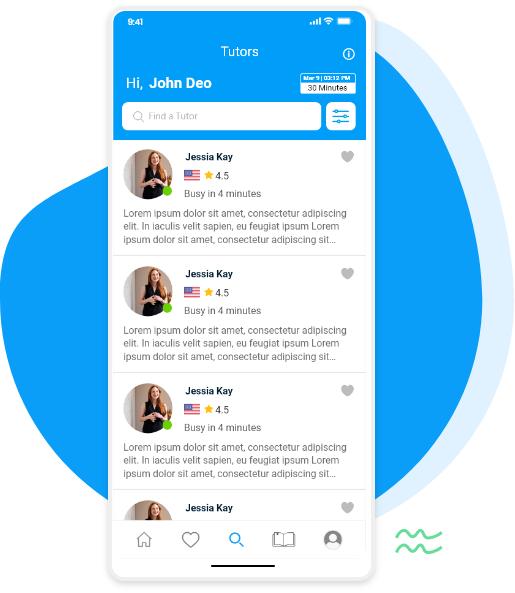 9:41
Tutors
Hi, John Deo
Mar 9 | 03:12 PM
30 Minutes
Find a Tutor
Jessia Kay
4.5
Busy in 4 minutes
Lorem ipsum dolor sit amet, consectetur adipiscing
elit. In iaculis velit sapien, eu feugiat ipsum Lorem
ipsum dolor sit amet, consectetur adipiscing sit...
Jessia Kay
4.5
Busy in 4 minutes
Lorem ipsum dolor sit amet, consectetur adipiscing
elit. In iaculis velit sapien, eu feugiat ipsum Lorem
ipsum dolor sit amet, consectetur adipiscing sit...
Jessia Kay
4.5
Busy in 4 minutes
Lorem ipsum dolor sit amet, consectetur adipiscing
elit. In iaculis velit sapien, eu feugiat ipsum Lorem
ipsum dolor sit amet, consectetur adipiscing sit...
Jessia Kay